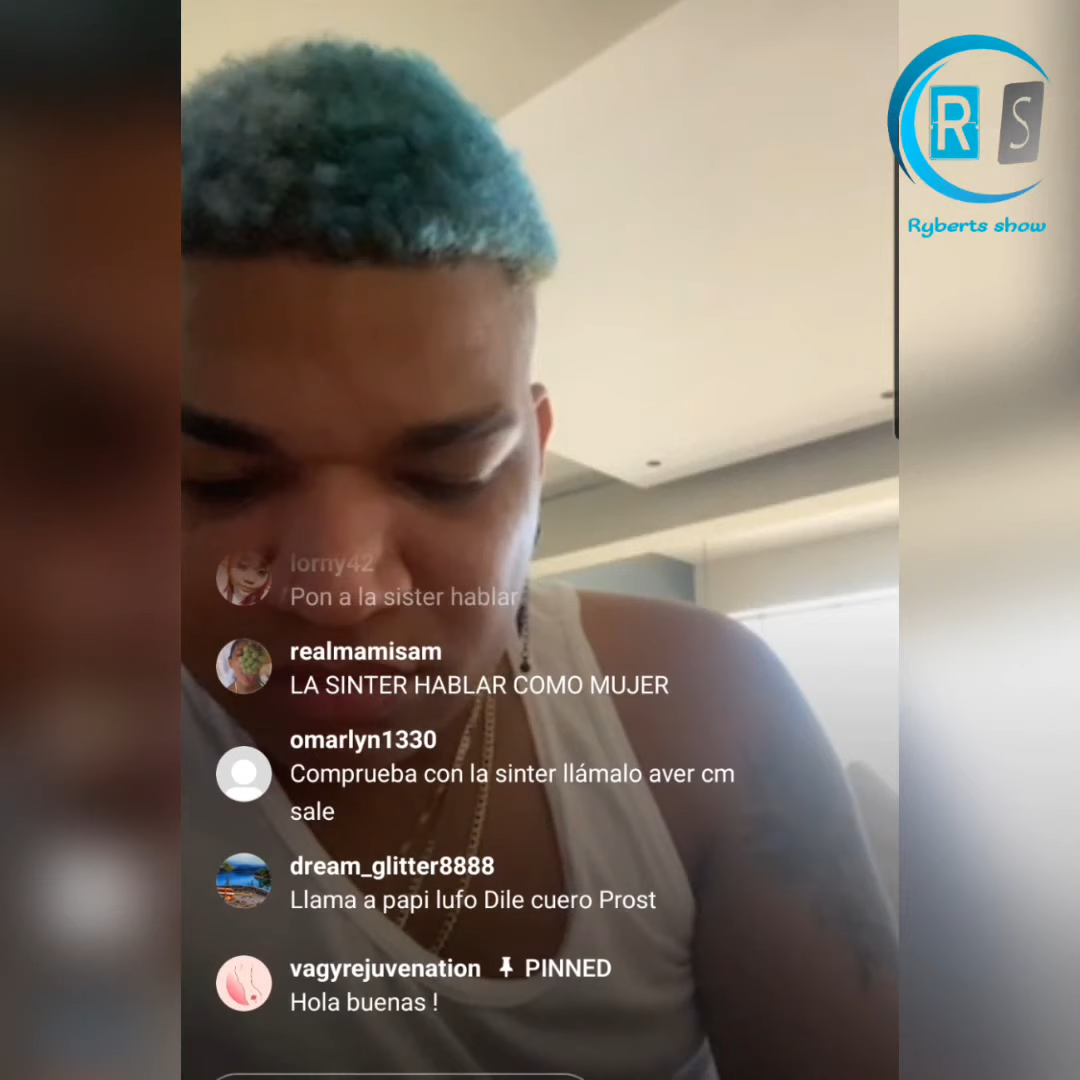 R S
Ryberts show
lorny42
Pon a la sister hablar
realmamisam
LA SINTER HABLAR COMO MUJER
omarlyn1330
Comprueba con la sinter llámalo aver cm
sale
dream_glitter8888
Llama a papi lufo Dile cuero Prost
vagyrejuvenation PINNED
Hola buenas !